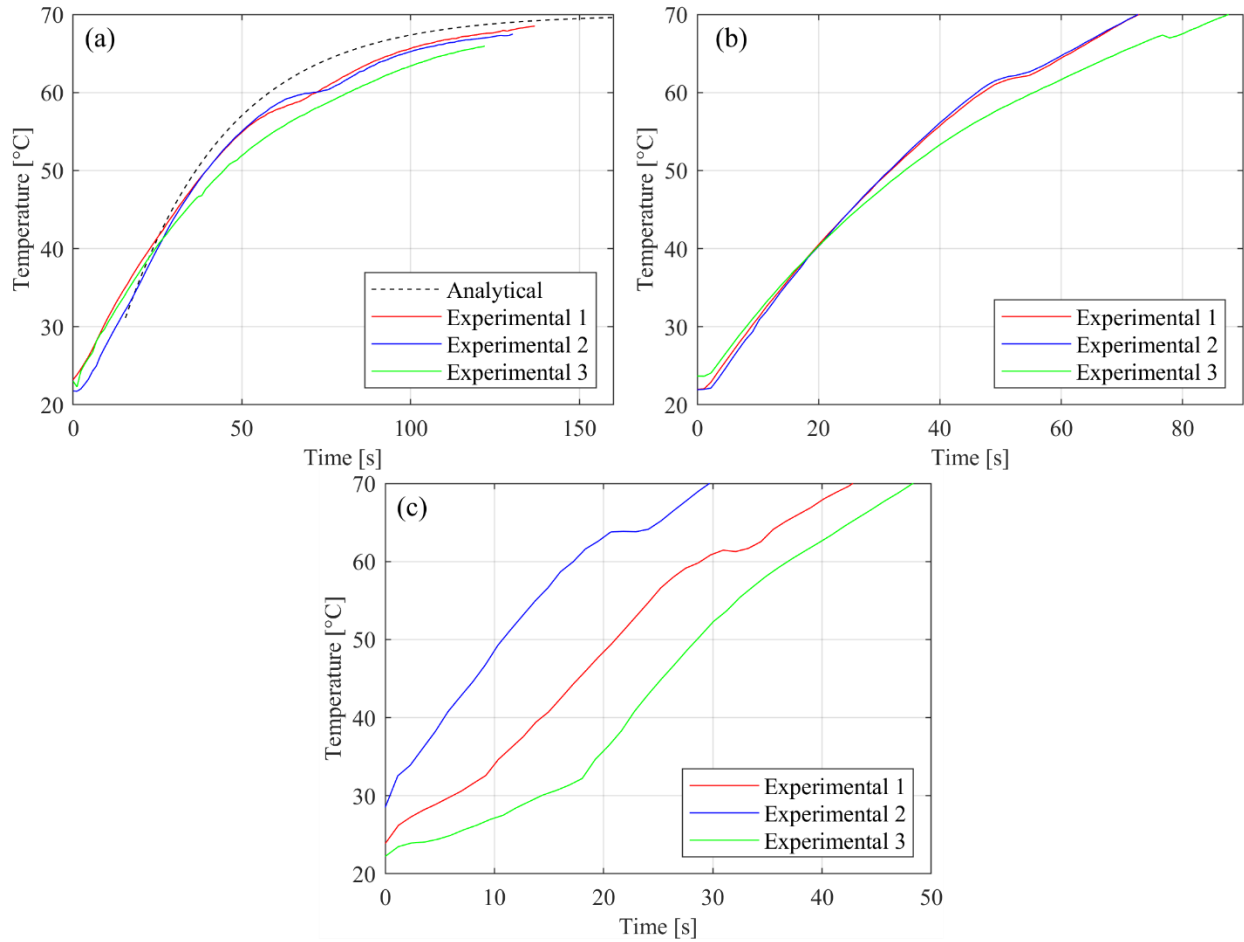 70
(a)
60
50
40
30
20
Temperature [°C]
Analytical
Experimental 1
Experimental 2
Experimental 3
0 50 100 150
Time [s]
70
(b)
60
50
40
30
20
Temperature [°C]
Experimental 1
Experimental 2
Experimental 3
0 20 40 60 80
Time [s]
70
(c)
60
50
40
30
20
Temperature [°C]
Experimental 1
Experimental 2
Experimental 3
0 10 20 30 40 50
Time [s]